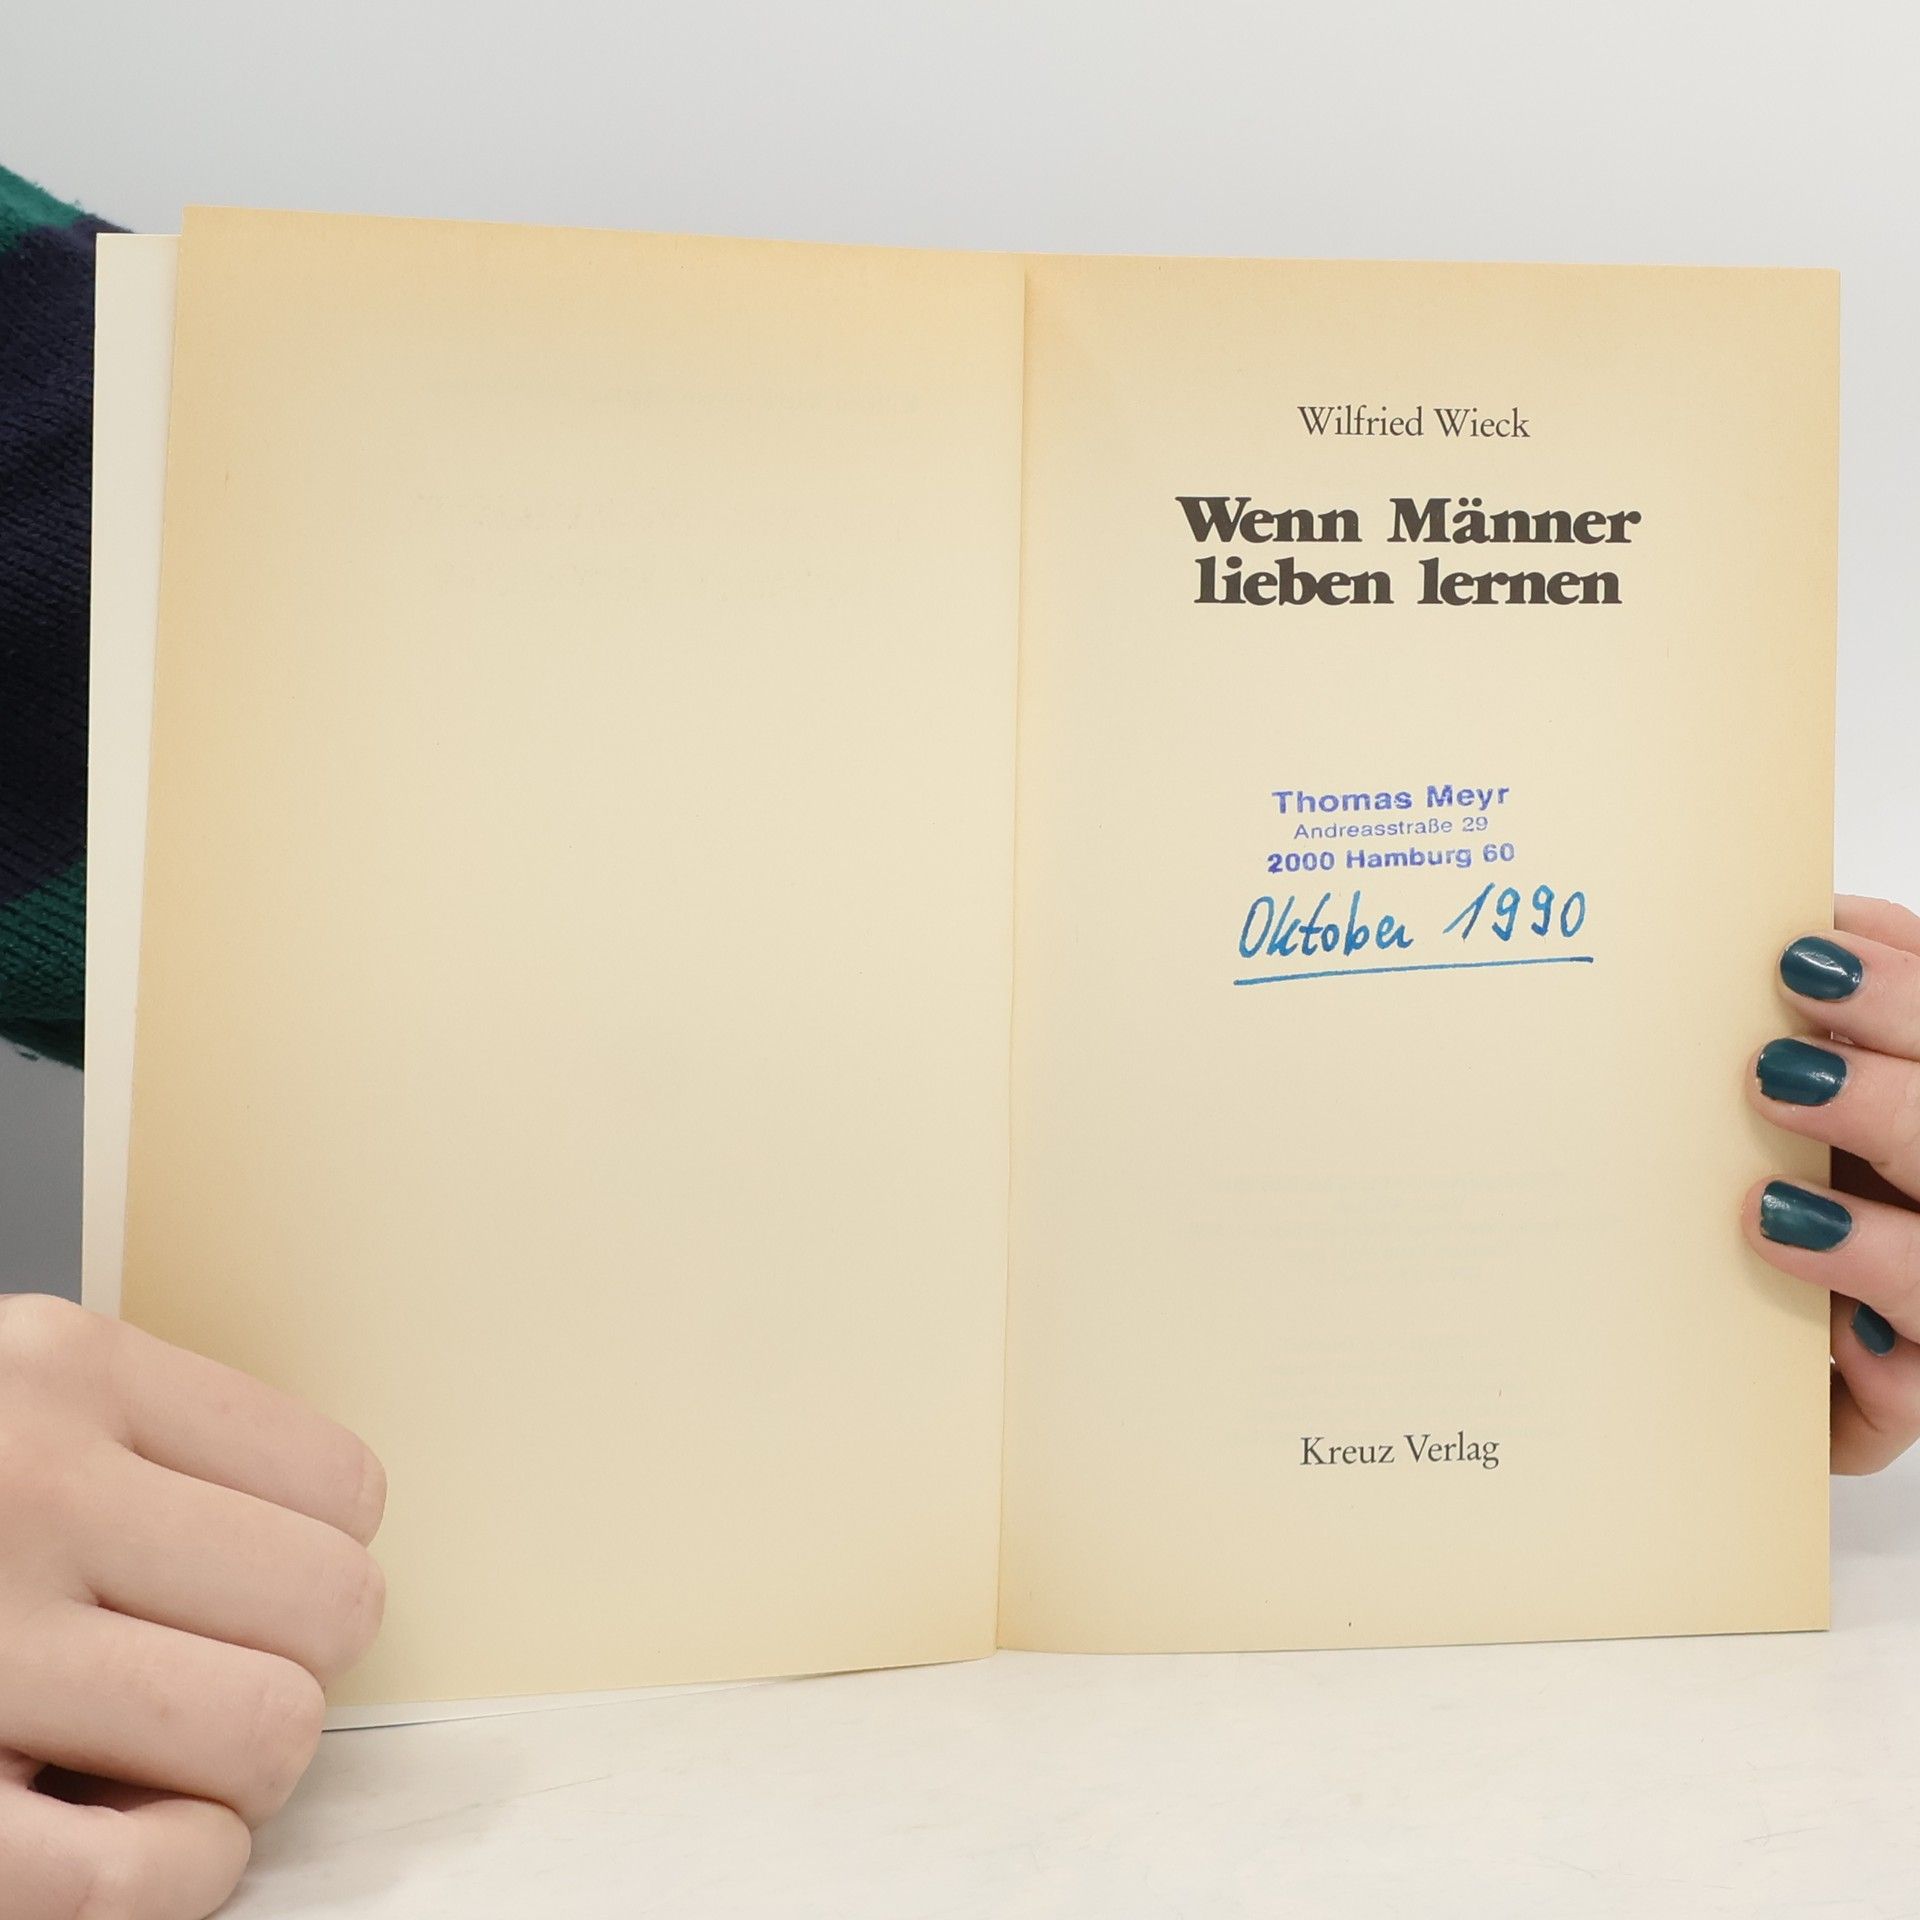 Wilfried Wieck
Wenn Männer
lieben lernen
Thomas Meyr
Andreasstraße 29
2000 Hamburg 60
Oktober 1990
Kreuz Verlag